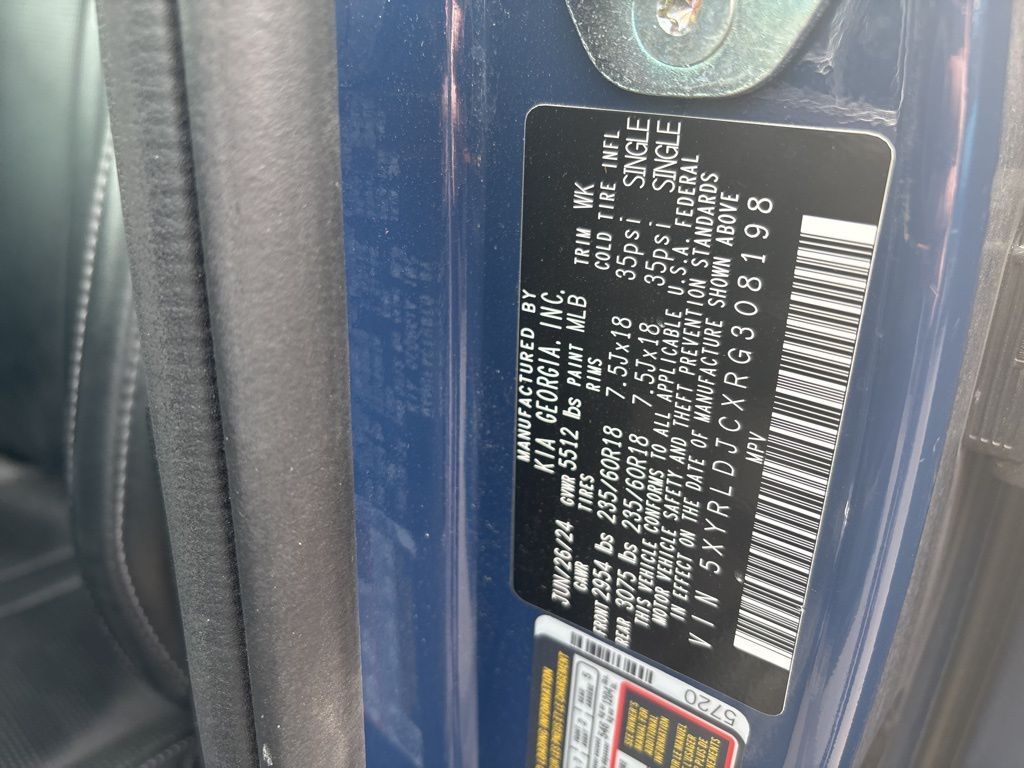 MANUFACTURED BY
KIA GEORGIA, INC.
JUN/26/24 GVWR 5512 lbs PAINT MLB TRIM WK
GAWR TIRES RIMS COLD TIRE INFL
FRNT 2954 lbs 235/60R18 7.5Jx18 35psi SINGLE
REAR 3075 lbs 235/60R18 7.5Jx18 35psi SINGLE
THIS VEHICLE CONFORMS TO ALL APPLICABLE U.S.A. FEDERAL
MOTOR VEHICLE SAFETY AND THEFT PREVENTION STANDARDS
IN EFFECT ON THE DATE OF MANUFACTURE SHOWN ABOVE
MPV
VIN 5XYRLDJCXRG308198
5720
INFORMATION